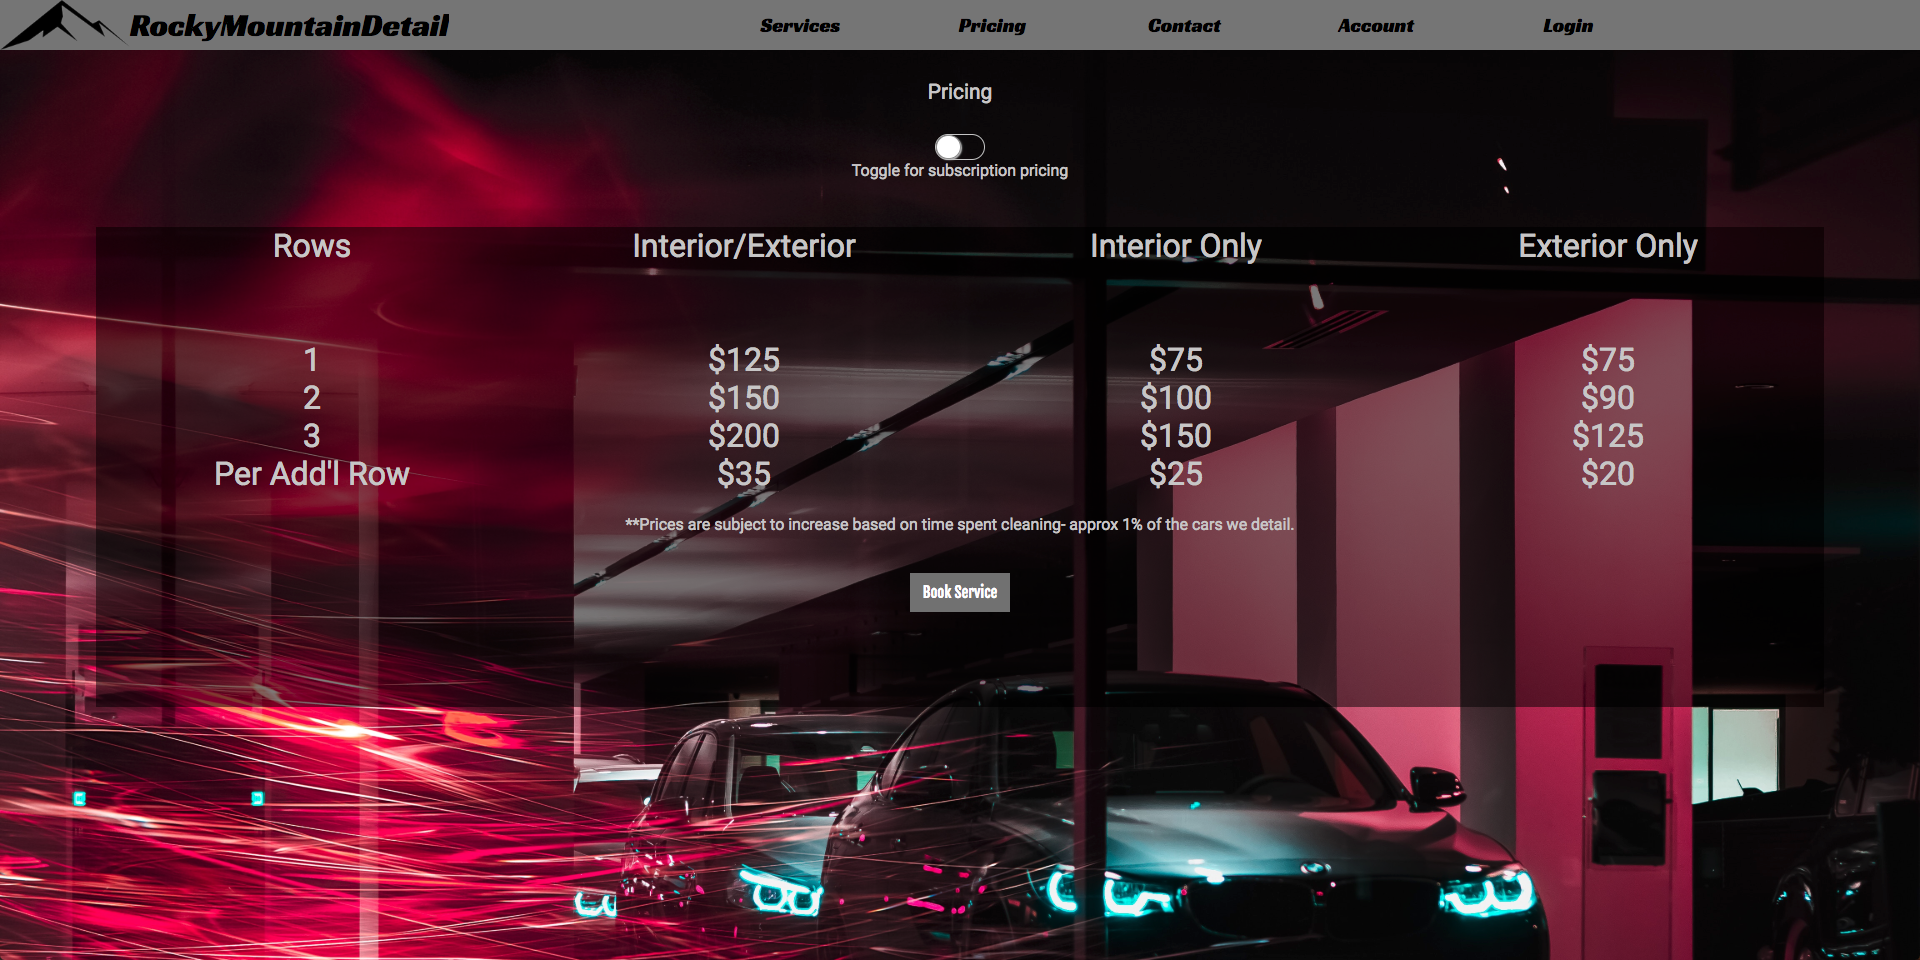 RockyMountainDetail Services Pricing Contact Account Login
Pricing
Toggle for subscription pricing
Rows Interior/Exterior Interior Only Exterior Only
1 $125 $75 $75
2 $150 $100 $90
3 $200 $150 $125
Per Add'l Row $35 $25 $20
**Prices are subject to increase based on time spent cleaning- approx 1% of the cars we detail.
Book Service